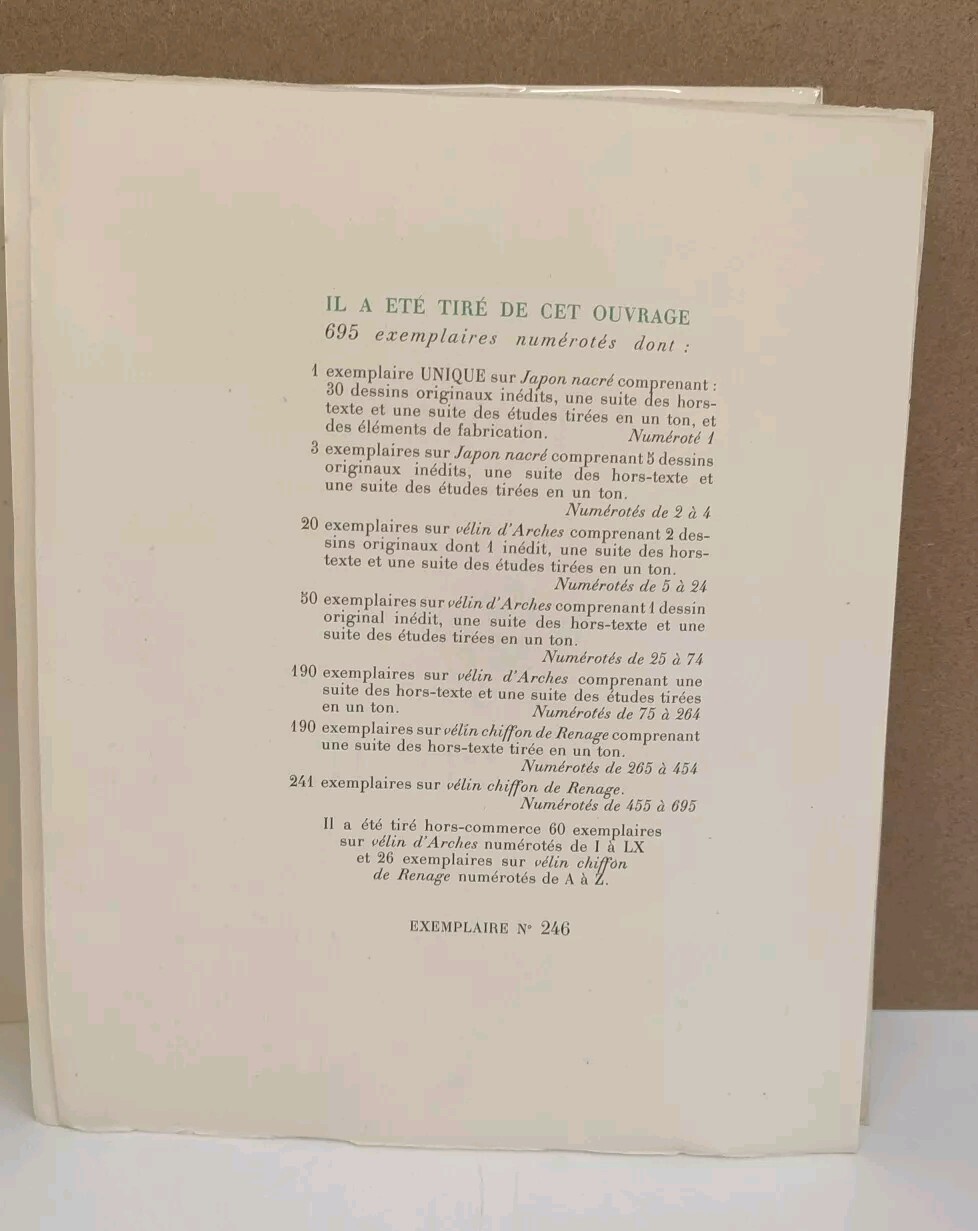 IL A ETÉ TIRÉ DE CET OUVRAGE
695 exemplaires numérotés dont :
1 exemplaire UNIQUE sur Japon nacré comprenant :
30 dessins originaux inédits, une suite des hors-
texte et une suite des études tirées en un ton, et
des éléments de fabrication. Numéroté 1
3 exemplaires sur Japon nacré comprenant 5 dessins
originaux inédits, une suite des hors-texte et
une suite des études tirées en un ton.
Numérotés de 2 à 4
20 exemplaires sur vélin d'Arches comprenant 2 des-
sins originaux dont 1 inédit, une suite des hors-
texte et une suite des études tirées en un ton.
Numérotés de 5 à 24
50 exemplaires sur vélin d'Arches comprenant 1 dessin
original inédit, une suite des hors-texte et une
suite des études tirées en un ton.
Numérotés de 25 à 74
190 exemplaires sur vélin d'Arches comprenant une
suite des hors-texte et une suite des études tirées
en un ton. Numérotés de 75 à 264
190 exemplaires sur vélin chiffon de Renage comprenant
une suite des hors-texte tirée en un ton.
Numérotés de 265 à 454
241 exemplaires sur vélin chiffon de Renage.
Numérotés de 455 à 695
Il a été tiré hors-commerce 60 exemplaires
sur vélin d'Arches numérotés de I à LX
et 26 exemplaires sur vélin chiffon
de Renage numérotés de A à Z.
EXEMPLAIRE N° 246